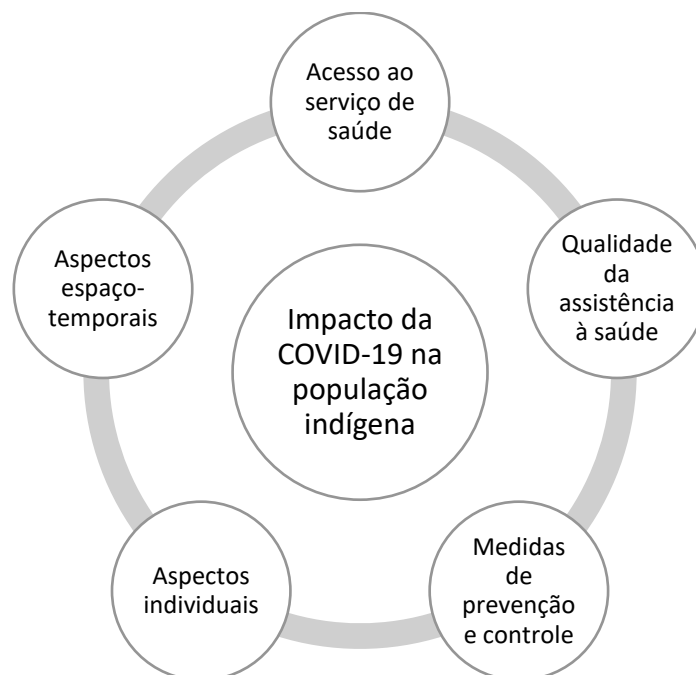 Acesso ao
serviço de
saúde
Qualidade
da
assistência
à saúde
Medidas
de
prevenção
e controle
Aspectos
individuais
Aspectos
espaço-
temporais
Impacto da
COVID-19 na
população
indígena